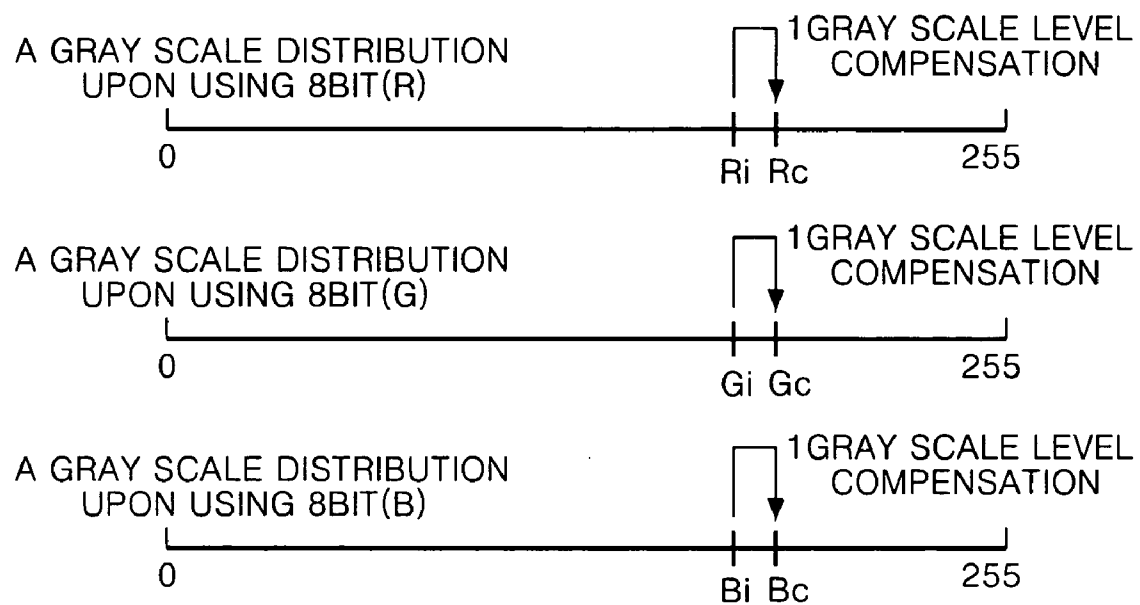 A GRAY SCALE DISTRIBUTION
UPON USING 8BIT(R)
1GRAY SCALE LEVEL
COMPENSATION
0
255
Ri Rc
A GRAY SCALE DISTRIBUTION
UPON USING 8BIT(G)
1GRAY SCALE LEVEL
COMPENSATION
0
255
Gi Gc
A GRAY SCALE DISTRIBUTION
UPON USING 8BIT(B)
1GRAY SCALE LEVEL
COMPENSATION
0
255
Bi Bc